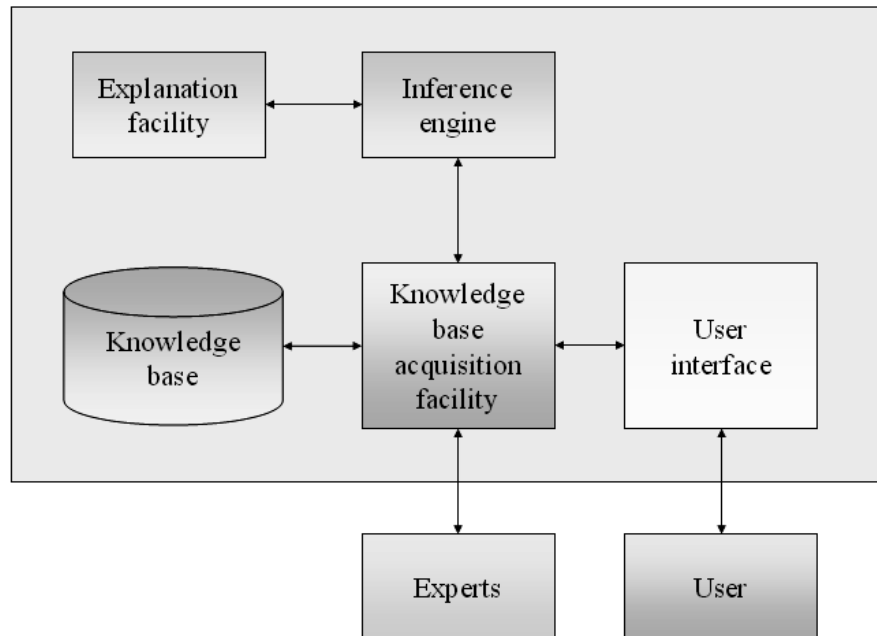 Explanation
facility
Inference
engine
Knowledge
base
Knowledge
base
acquisition
facility
User
interface
Experts
User